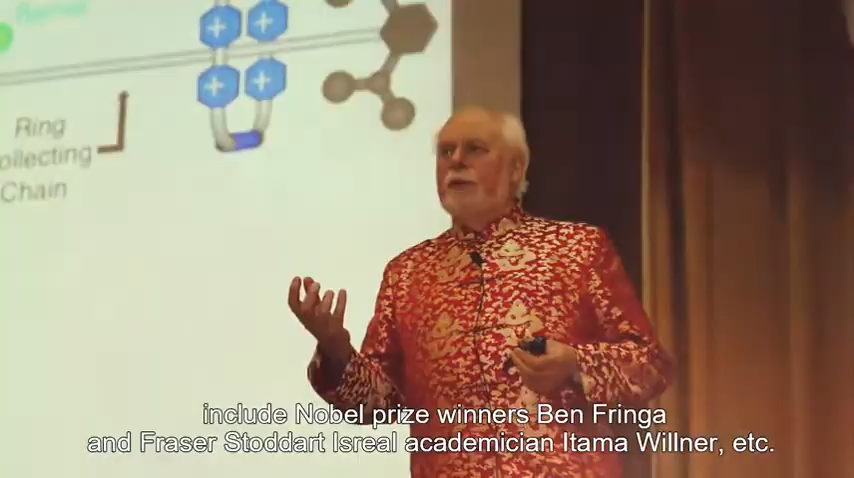 Ring
ollecting
Chain
include Nobel prize winners Ben Fringa
and Fraser Stoddart Isreal academician Itama Willner, etc.